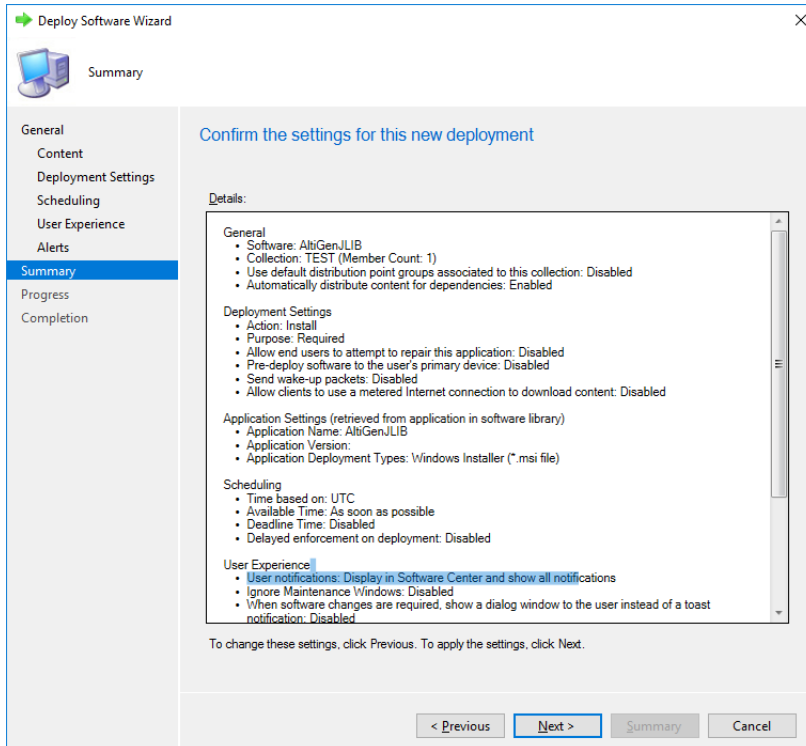 Deploy Software Wizard
Summary
General
Content
Deployment Settings
Scheduling
User Experience
Alerts
Summary
Progress
Completion
Confirm the settings for this new deployment
Details:
General
• Software: AltiGenJLIB
• Collection: TEST (Member Count: 1)
• Use default distribution point groups associated to this collection: Disabled
• Automatically distribute content for dependencies: Enabled
Deployment Settings
• Action: Install
• Purpose: Required
• Allow end users to attempt to repair this application: Disabled
• Pre-deploy software to the user's primary device: Disabled
• Send wake-up packets: Disabled
• Allow clients to use a metered Internet connection to download content: Disabled
Application Settings (retrieved from application in software library)
• Application Name: AltiGenJLIB
• Application Version:
• Application Deployment Types: Windows Installer (*.msi file)
Scheduling
• Time based on: UTC
• Available Time: As soon as possible
• Deadline Time: Disabled
• Delayed enforcement on deployment: Disabled
User Experience
• User notifications: Display in Software Center and show all notifications
• Ignore Maintenance Windows: Disabled
• When software changes are required, show a dialog window to the user instead of a toast
notification: Disabled
To change these settings, click Previous. To apply the settings, click Next.
< Previous
Next >
Summary
Cancel